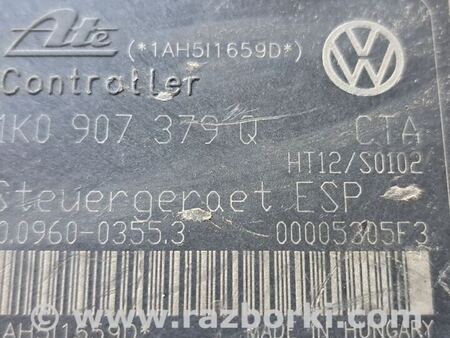 Ate (*1AH5I1659D*)
Controller
1K0 907 379 Q CTA
HT12/S0102
Steuergeraet ESP
0.0960-0355.3 00005305F3
AH5I1659D* MADE IN HUNGARY
www.razborki.com